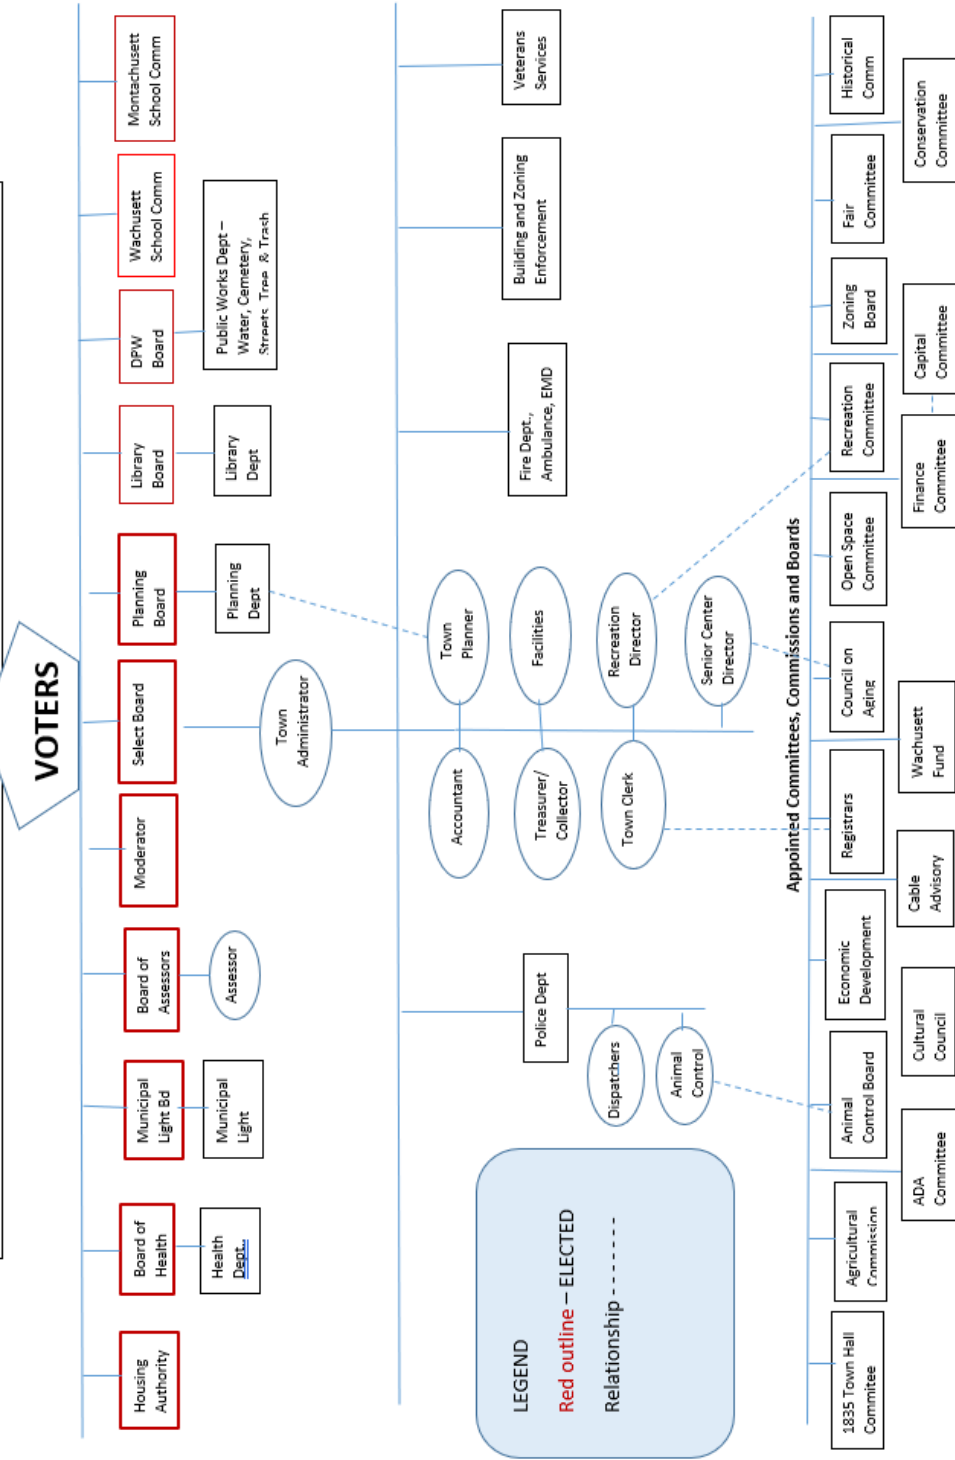 VOTERS
Housing
Authority
Board of
Health
Municipal
Light Bd
Board of
Assessors
Moderator
Select Board
Planning
Board
Library
Board
DPW
Board
Wachusett
School Comm
Montachusett
School Comm
Health
Dept.,
Municipal
Light
Assessor
Town
Administrator
Planning
Dept
Library
Dept
Public Works Dept –
Water, Cemetery,
Streets, Tree & Trash
LEGEND
Red outline – ELECTED
Relationship - - - - - - -
Police Dept
Dispatchers
Animal
Control
Accountant
Town
Planner
Treasurer/
Collector
Facilities
Town Clerk
Recreation
Director
Senior Center
Director
Fire Dept.,
Ambulance, EMD
Building and Zoning
Enforcement
Veterans
Services
Appointed Committees, Commissions and Boards
1835 Town Hall
Committee
Agricultural
Commission
Animal
Control Board
Economic
Development
Registrars
Council on
Aging
Open Space
Committee
Recreation
Committee
Zoning
Board
Fair
Committee
Historical
Comm
ADA
Committee
Cultural
Council
Cable
Advisory
Wachusett
Fund
Finance
Committee
Capital
Committee
Conservation
Committee